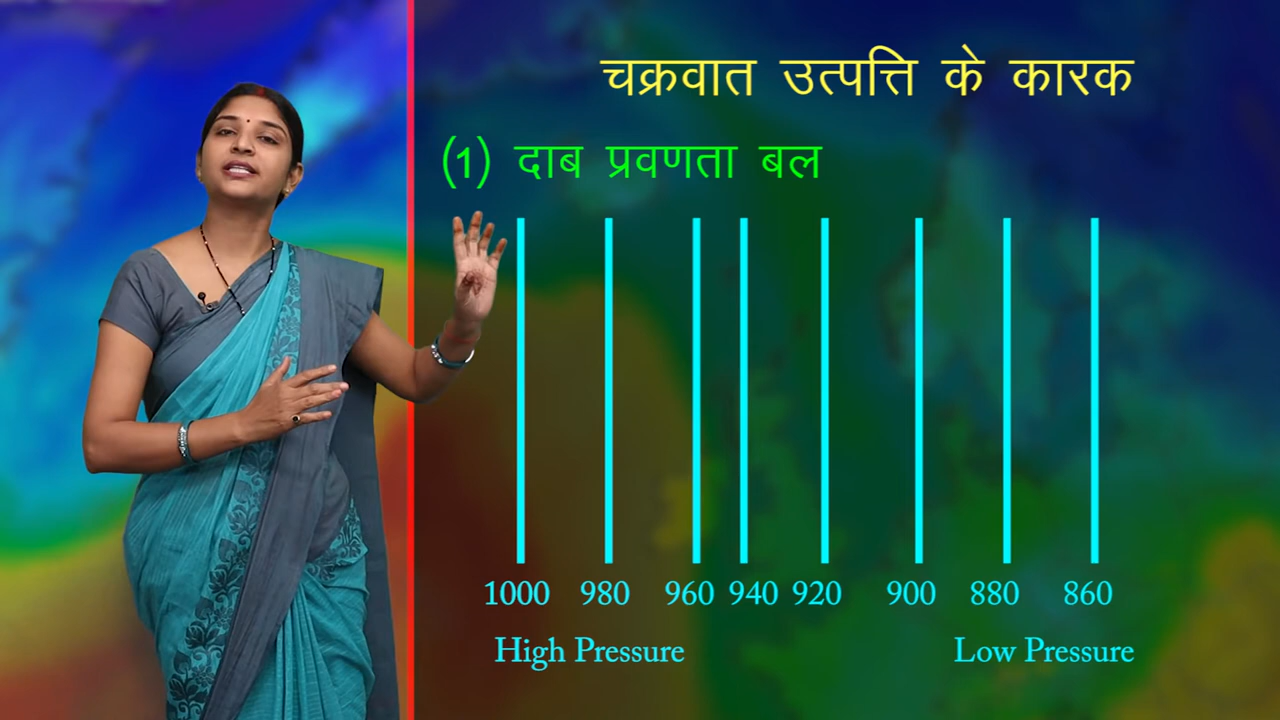 चक्रवात उत्पत्ति के कारक
(1) दाब प्रवणता बल
1000 980 960 940 920 900 880 860
High Pressure Low Pressure